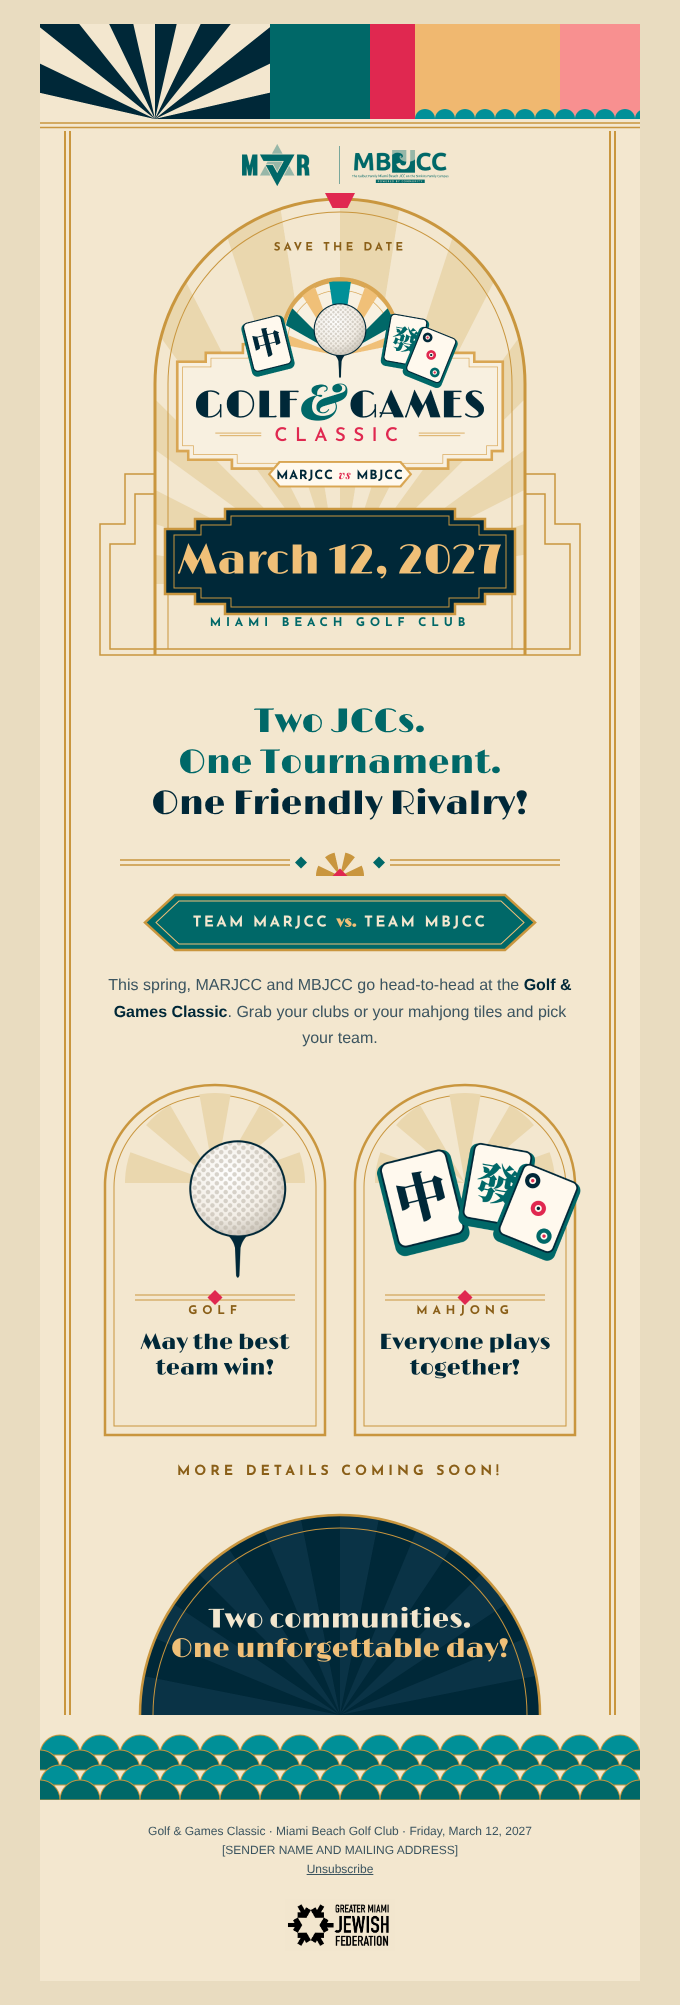 MAR
MBJCC
SAVE THE DATE
中
發
GOLF & GAMES
CLASSIC
MARJCC vs MBJCC
March 12, 2027
MIAMI BEACH GOLF CLUB
Two JCCs.
One Tournament.
One Friendly Rivalry!
TEAM MARJCC vs. TEAM MBJCC
This spring, MARJCC and MBJCC go head-to-head at the Golf &
Games Classic. Grab your clubs or your mahjong tiles and pick
your team.
中
發
GOLF
May the best
team win!
MAHJONG
Everyone plays
together!
MORE DETAILS COMING SOON!
Two communities.
One unforgettable day!
Golf & Games Classic · Miami Beach Golf Club · Friday, March 12, 2027
[SENDER NAME AND MAILING ADDRESS]
Unsubscribe
GREATER MIAMI
JEWISH
FEDERATION